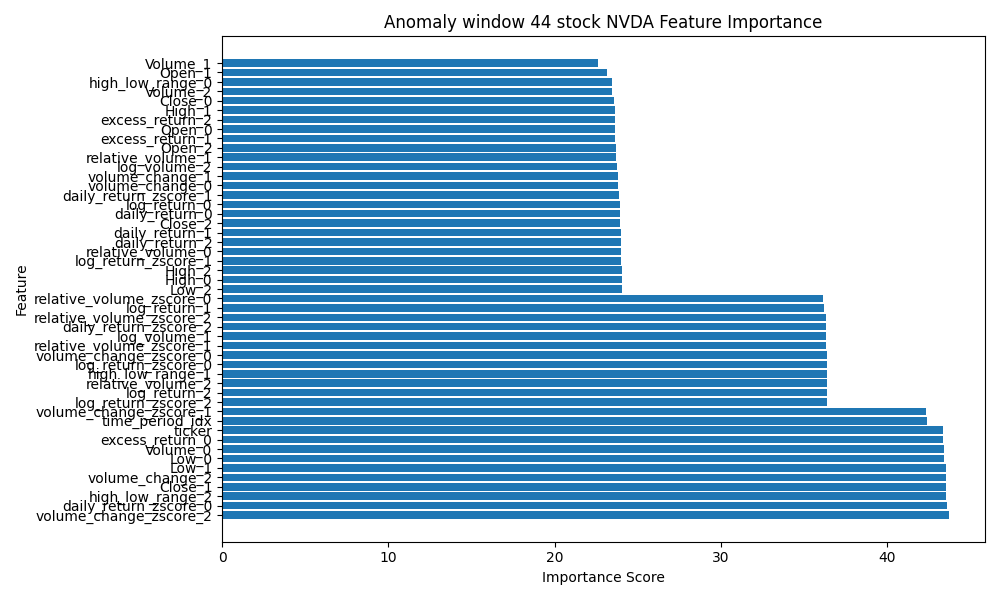 Anomaly window 44 stock NVDA Feature Importance
Volume_1
Open_1
high_low_range_0
Volume_2
Close_0
High_1
excess_return_2
Open_0
excess_return_1
Open_2
relative_volume_1
log_volume_2
volume_change_1
volume_change_0
daily_return_zscore_1
log_return_0
daily_return_0
Close_2
daily_return_1
daily_return_2
relative_volume_0
log_return_zscore_1
High_2
High_0
Low_2
relative_volume_zscore_0
log_return_1
relative_volume_zscore_2
daily_return_zscore_2
log_volume_1
relative_volume_zscore_1
volume_change_zscore_0
log_return_zscore_0
high_low_range_1
relative_volume_2
log_return_2
log_return_zscore_2
volume_change_zscore_1
time_period_idx
ticker
excess_return_0
Volume_0
Low_0
Low_1
volume_change_2
Close_1
high_low_range_2
daily_return_zscore_0
volume_change_zscore_2
Feature
0 10 20 30 40
Importance Score